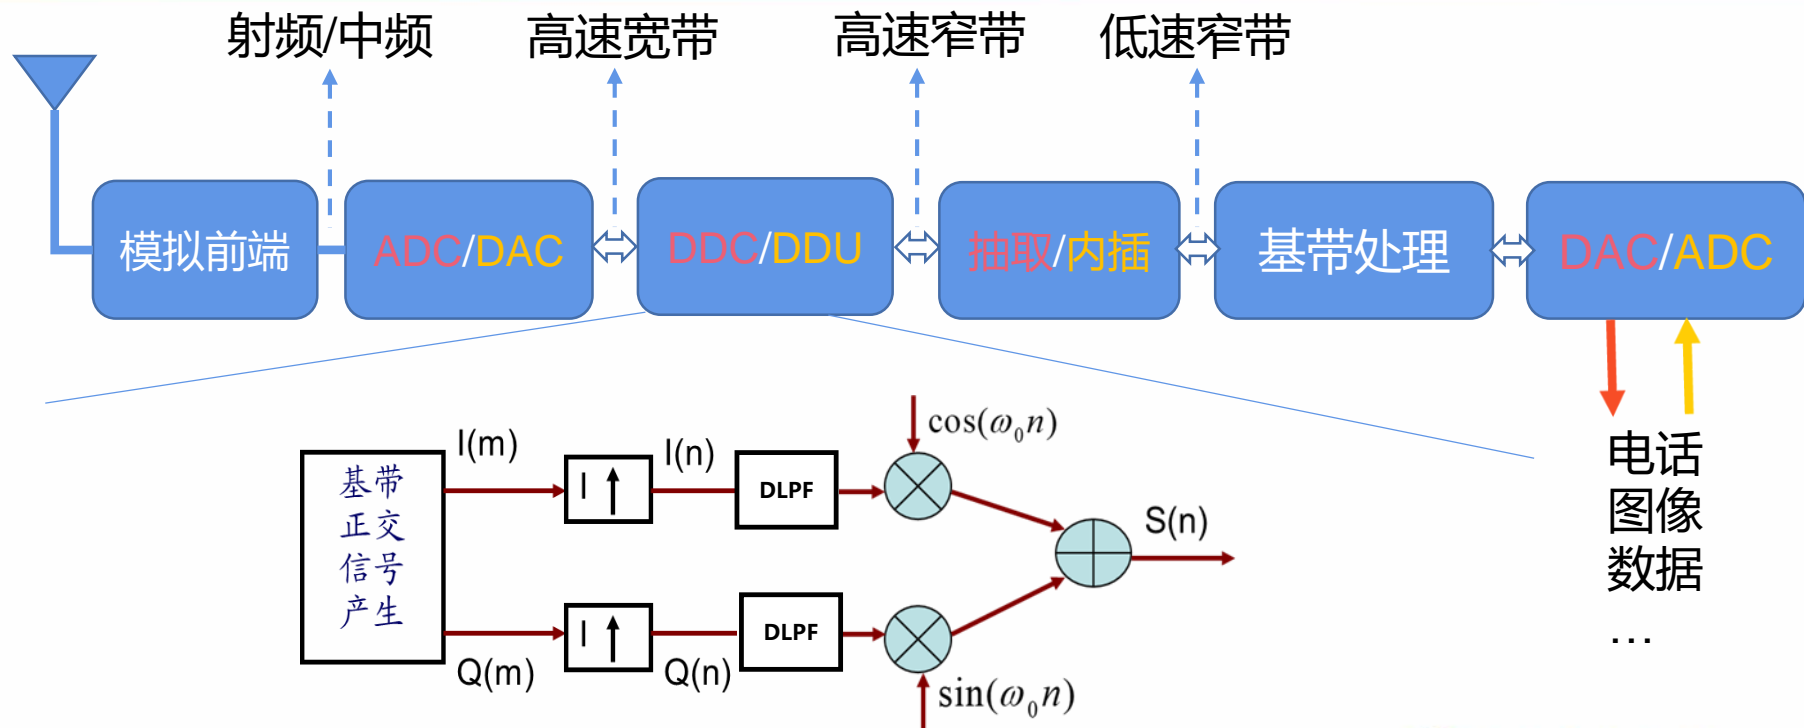 射频/中频
高速宽带
高速窄带
低速窄带
模拟前端
ADC/DAC
DDC/DDU
抽取/内插
基带处理
DAC/ADC
电话
图像
数据
...
基带
正交
信号
产生
I(m)
I
I(n)
DLPF
cos(ω₀n)
S(n)
Q(m)
I
Q(n)
DLPF
sin(ω₀n)